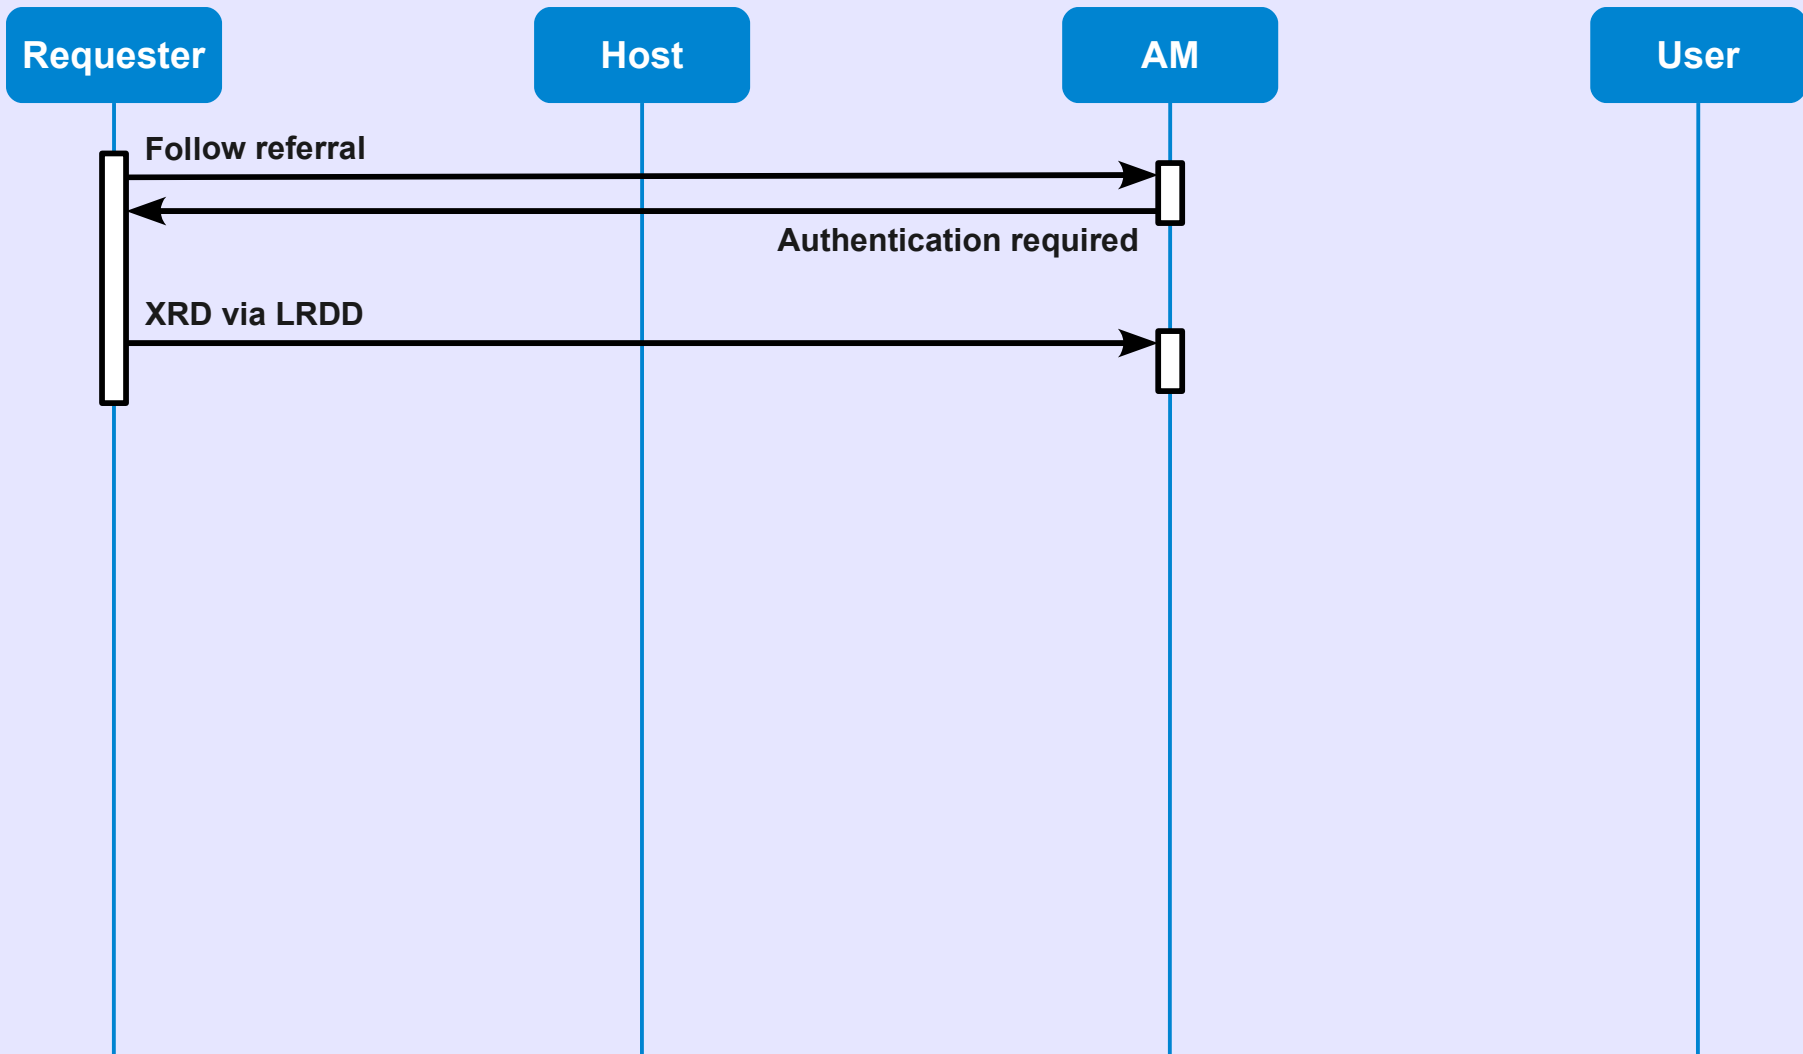 Requester
Host
AM
User
Follow referral
Authentication required
XRD via LRDD